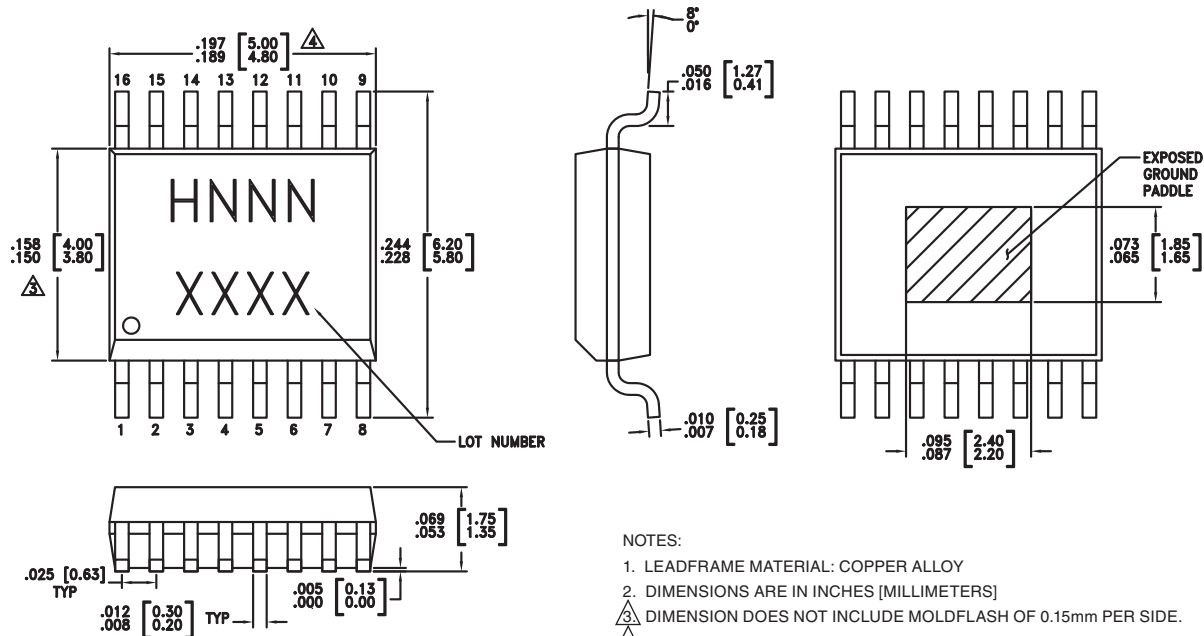 .197 [5.00]
.189 [4.80] 4
16 15 14 13 12 11 10 9
HNNN
XXXX
.158 [4.00]
.150 [3.80]
3
.244 [6.20]
.228 [5.80]
1 2 3 4 5 6 7 8
LOT NUMBER
8°
0°
.050 [1.27]
.016 [0.41]
.010 [0.25]
.007 [0.18]
EXPOSED
GROUND
PADDLE
.073 [1.85]
.065 [1.65]
.095 [2.40]
.087 [2.20]
.069 [1.75]
.053 [1.35]
.025 [0.63]
TYP
.012 [0.30]
.008 [0.20] TYP
.005 [0.13]
.000 [0.00]
NOTES:
1. LEADFRAME MATERIAL: COPPER ALLOY
2. DIMENSIONS ARE IN INCHES [MILLIMETERS]
3. DIMENSION DOES NOT INCLUDE MOLDFLASH OF 0.15mm PER SIDE.